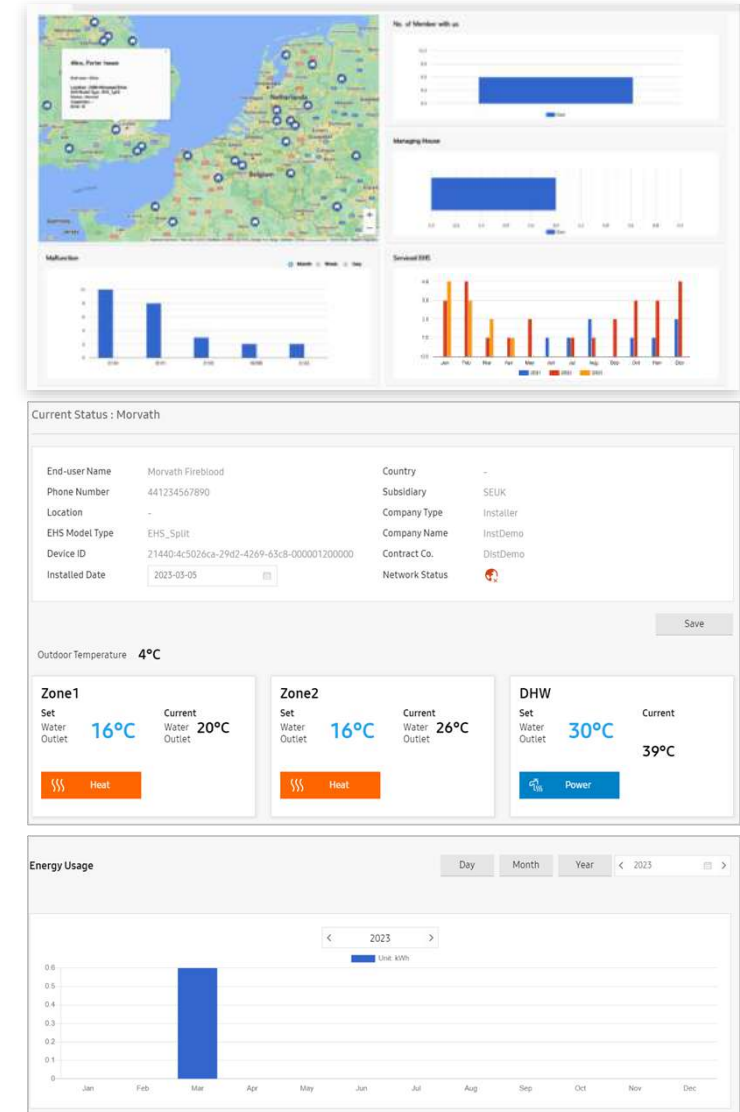 No. of Member with us
Managing House
Netherlands
Belgium
Malfunction
Month Week Day
Serviced EHS
Jan Feb Mar Apr May Jun Jul Aug Sep Oct Nov Dec
2021 2022 2023
Current Status : Morvath
End-user Name Morvath Fireblood
Phone Number 441234567890
Location -
EHS Model Type EHS_Split
Device ID 21440:4c5026ca-29d2-4269-63c8-000001200000
Installed Date 2023-03-05
Country -
Subsidiary SEUK
Company Type Installer
Company Name InstDemo
Contract Co. DistDemo
Network Status
Save
Outdoor Temperature 4°C
Zone1
Set Current
Water Outlet 16°C Water Outlet 20°C
Heat
Zone2
Set Current
Water Outlet 16°C Water Outlet 26°C
Heat
DHW
Set Current
Water Outlet 30°C 39°C
Power
Energy Usage Day Month Year < 2023 >
< 2023 >
Unit: kWh
0.6
0.5
0.4
0.3
0.2
0.1
0
Jan Feb Mar Apr May Jun Jul Aug Sep Oct Nov Dec